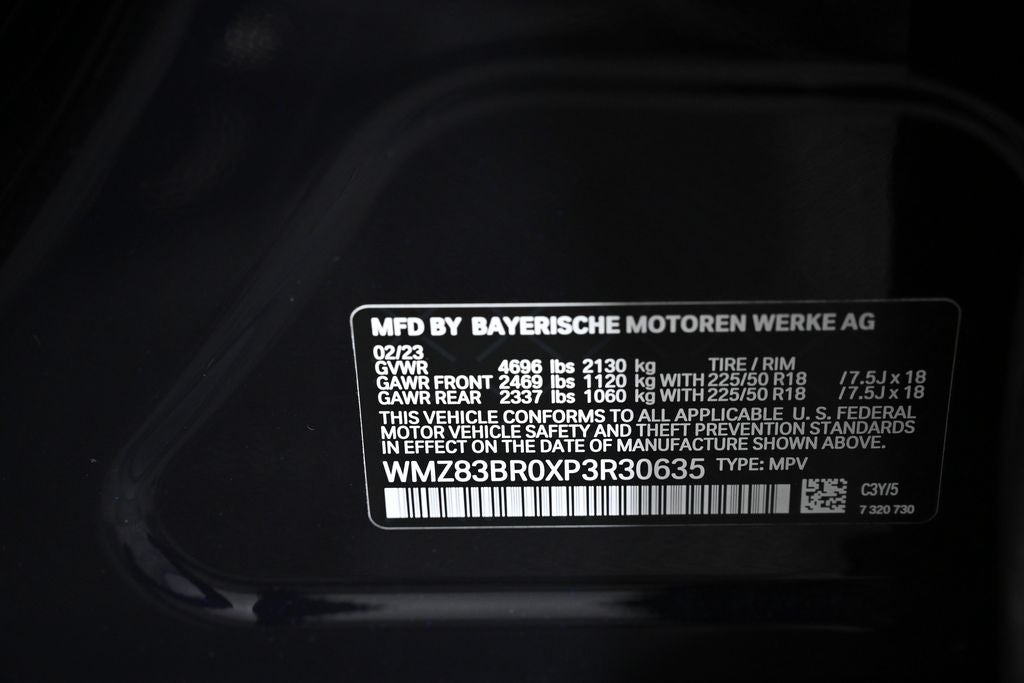 MFD BY BAYERISCHE MOTOREN WERKE AG
02/23
GVWR 4696 lbs 2130 kg TIRE / RIM
GAWR FRONT 2469 lbs 1120 kg WITH 225/50 R18 / 7.5J x 18
GAWR REAR 2337 lbs 1060 kg WITH 225/50 R18 / 7.5J x 18
THIS VEHICLE CONFORMS TO ALL APPLICABLE U. S. FEDERAL
MOTOR VEHICLE SAFETY AND THEFT PREVENTION STANDARDS
IN EFFECT ON THE DATE OF MANUFACTURE SHOWN ABOVE.
WMZ83BR0XP3R30635 TYPE: MPV
C3Y/5
7 320 730